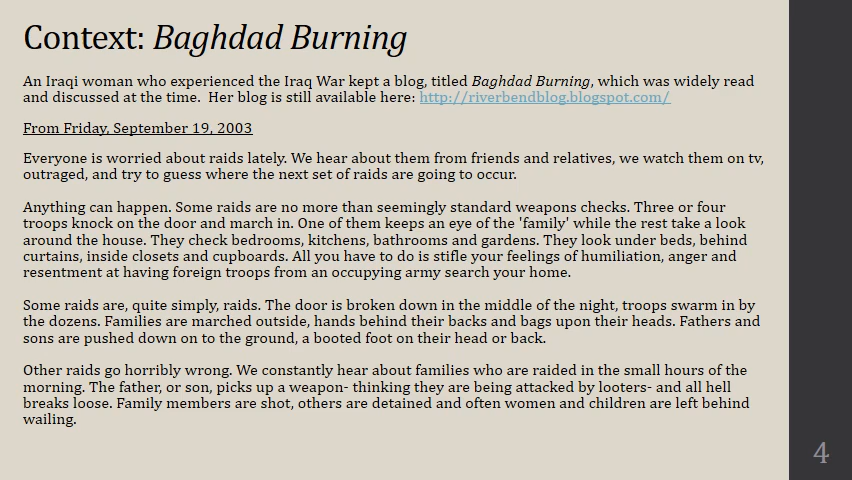 Context: Baghdad Burning
An Iraqi woman who experienced the Iraq War kept a blog, titled Baghdad Burning, which was widely read
and discussed at the time.  Her blog is still available here: http://riverbendblog.blogspot.com/
From Friday, September 19, 2003
Everyone is worried about raids lately. We hear about them from friends and relatives, we watch them on tv,
outraged, and try to guess where the next set of raids are going to occur.
Anything can happen. Some raids are no more than seemingly standard weapons checks. Three or four
troops knock on the door and march in. One of them keeps an eye of the 'family' while the rest take a look
around the house. They check bedrooms, kitchens, bathrooms and gardens. They look under beds, behind
curtains, inside closets and cupboards. All you have to do is stifle your feelings of humiliation, anger and
resentment at having foreign troops from an occupying army search your home.
Some raids are, quite simply, raids. The door is broken down in the middle of the night, troops swarm in by
the dozens. Families are marched outside, hands behind their backs and bags upon their heads. Fathers and
sons are pushed down on to the ground, a booted foot on their head or back.
Other raids go horribly wrong. We constantly hear about families who are raided in the small hours of the
morning. The father, or son, picks up a weapon- thinking they are being attacked by looters- and all hell
breaks loose. Family members are shot, others are detained and often women and children are left behind
wailing.
4